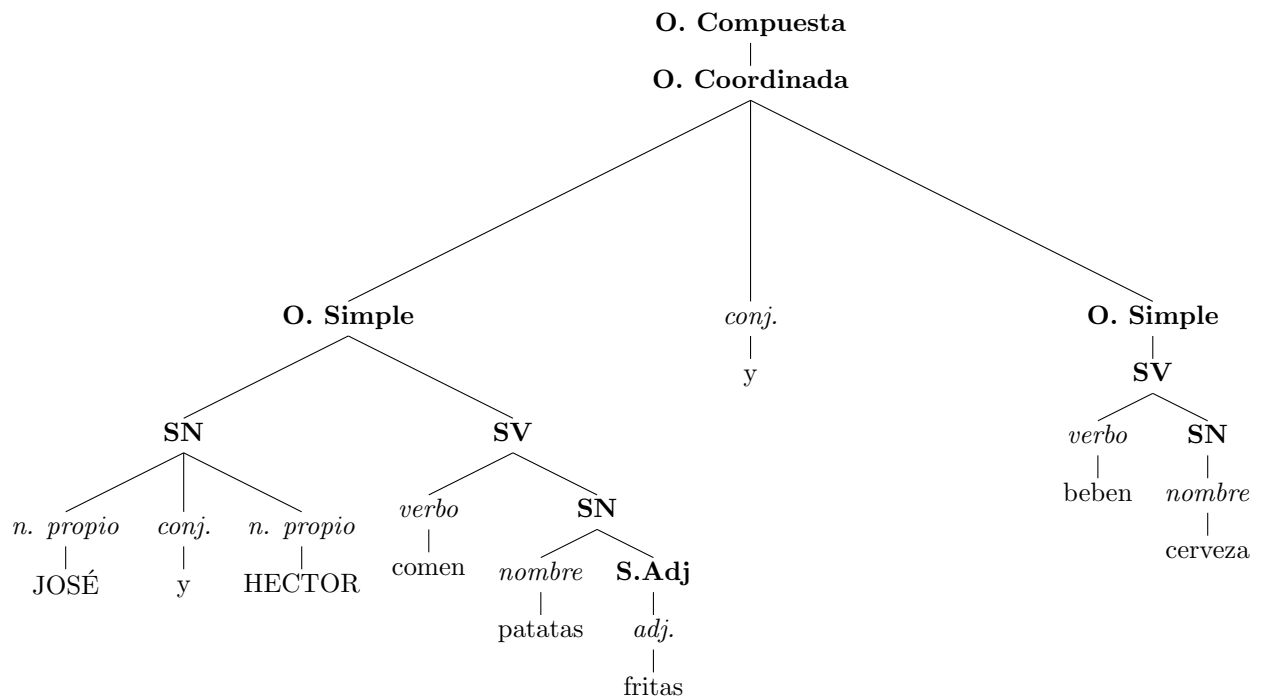 O. Compuesta
O. Coordinada
O. Simple conj. O. Simple
y SV
SN SV verbo SN
beben nombre
cerveza
n. propio conj. n. propio verbo SN
JOSÉ y HECTOR comen nombre S.Adj
patatas adj.
fritas